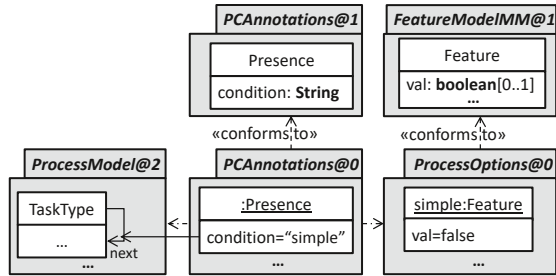 PCAnnotations@1
Presence
condition: String
FeatureModelMM@1
Feature
val: boolean[0..1]
...
«conforms to»
«conforms to»
ProcessModel@2
TaskType
...
next
...
PCAnnotations@0
:Presence
condition="simple"
...
ProcessOptions@0
simple:Feature
val=false
...